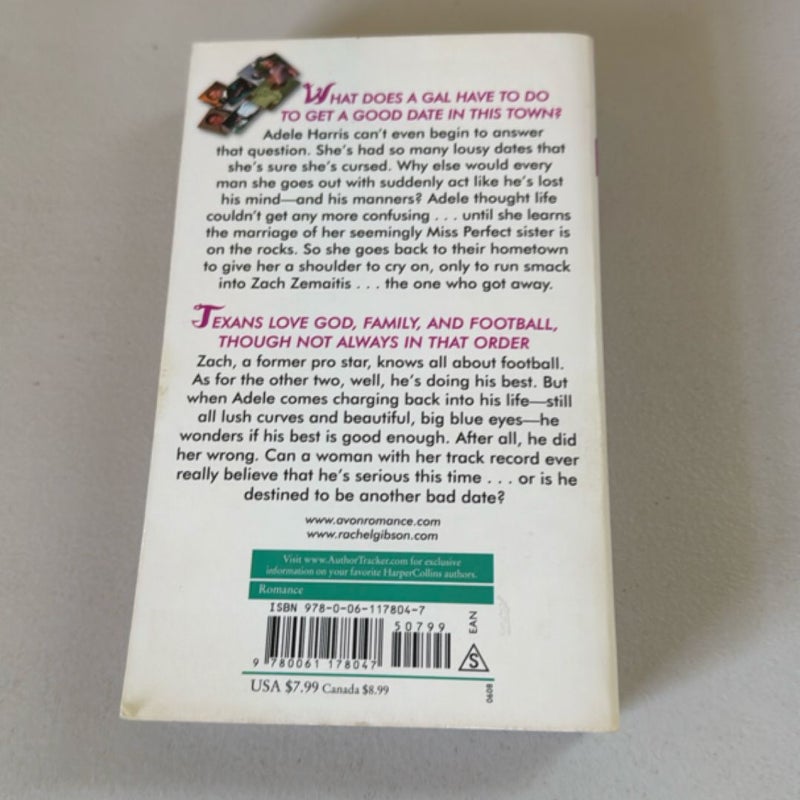 WHAT DOES A GAL HAVE TO DO
TO GET A GOOD DATE IN THIS TOWN?
Adele Harris can't even begin to answer
that question. She's had so many lousy dates that
she's sure she's cursed. Why else would every
man she goes out with suddenly act like he's lost
his mind—and his manners? Adele thought life
couldn't get any more confusing . . . until she learns
the marriage of her seemingly Miss Perfect sister is
on the rocks. So she goes back to their hometown
to give her a shoulder to cry on, only to run smack
into Zach Zemaitis . . . the one who got away.
TEXANS LOVE GOD, FAMILY, AND FOOTBALL,
THOUGH NOT ALWAYS IN THAT ORDER
Zach, a former pro star, knows all about football.
As for the other two, well, he's doing his best. But
when Adele comes charging back into his life—still
all lush curves and beautiful, big blue eyes—he
wonders if his best is good enough. After all, he did
her wrong. Can a woman with her track record ever
really believe that he's serious this time . . . or is he
destined to be another bad date?
www.avonromance.com
www.rachelgibson.com
Visit www.AuthorTracker.com for exclusive
information on your favorite HarperCollins authors.
Romance
ISBN 978-0-06-117804-7
50799
EAN
9 780061 178047
S
USA $7.99 Canada $8.99
0608